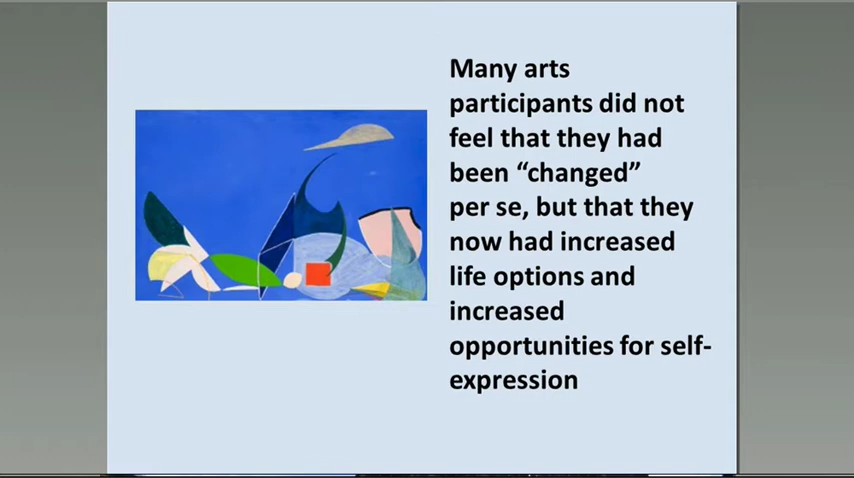 Many arts
participants did not
feel that they had
been “changed”
per se, but that they
now had increased
life options and
increased
opportunities for self-
expression